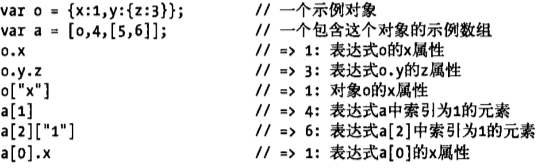 var o = {x:1,y:{z:3}}; // 一个示例对象
var a = [o,4,[5,6]]; // 一个包含这个对象的示例数组
o.x // => 1: 表达式o的x属性
o.y.z // => 3: 表达式o.y的z属性
o["x"] // => 1: 对象o的x属性
a[1] // => 4: 表达式a中索引为1的元素
a[2]["1"] // => 6: 表达式a[2]中索引为1的元素
a[0].x // => 1: 表达式a[0]的x属性